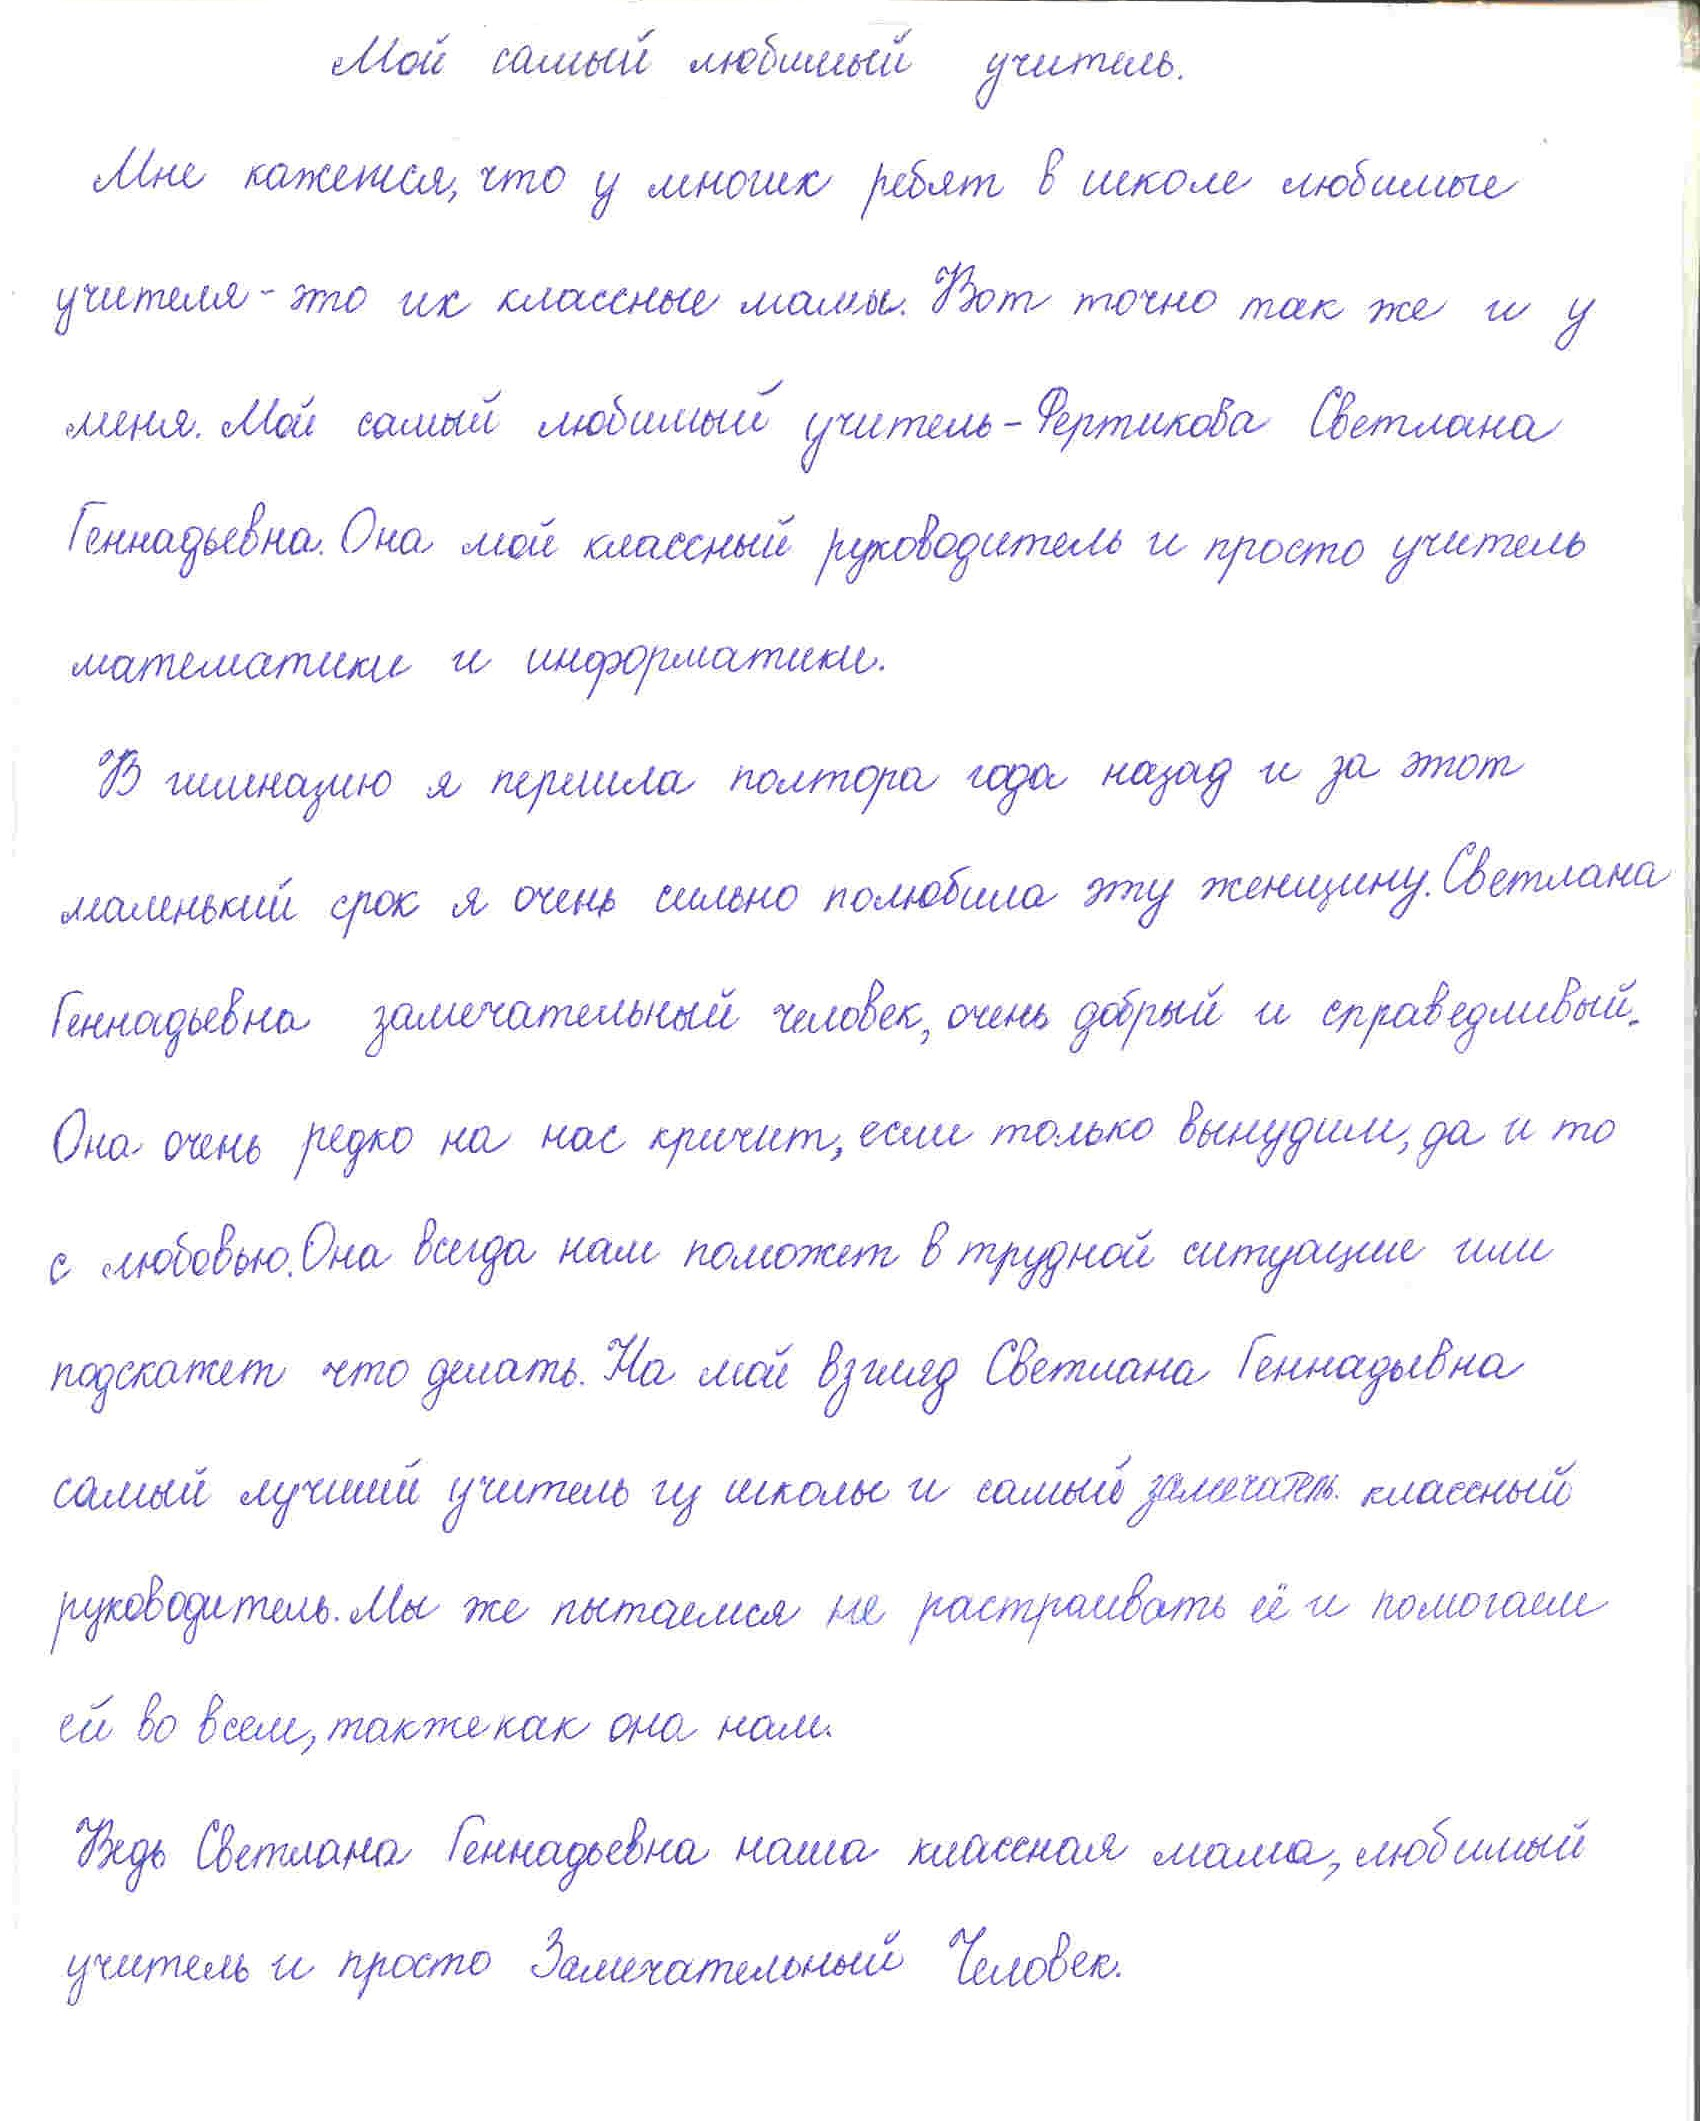 Мой самый любимый учитель.
Мне кажется, что у многих ребят в школе любимые
учителя - это их классные мамы. Вот точно так же и у
меня. Мой самый любимый учитель - Фертикова Светлана
Геннадьевна. Она мой классный руководитель и просто учитель
математики и информатики.
В гимназию я перешла полтора года назад и за этот
маленький срок я очень сильно полюбила эту женщину. Светлана
Геннадьевна замечательный человек, очень добрый и справедливый.
Она очень редко на нас кричит, если только вынудим, да и то
с любовью. Она всегда нам поможет в трудной ситуации или
подскажет что делать. На мой взгляд Светлана Геннадьевна
самый лучший учитель школы и самый замечатель. классный
руководитель. Мы же пытаемся не растраивать её и помогаем
ей во всем, также как она нам.
Ведь Светлана Геннадьевна наша классная мама, любимый
учитель и просто Замечательный Человек.